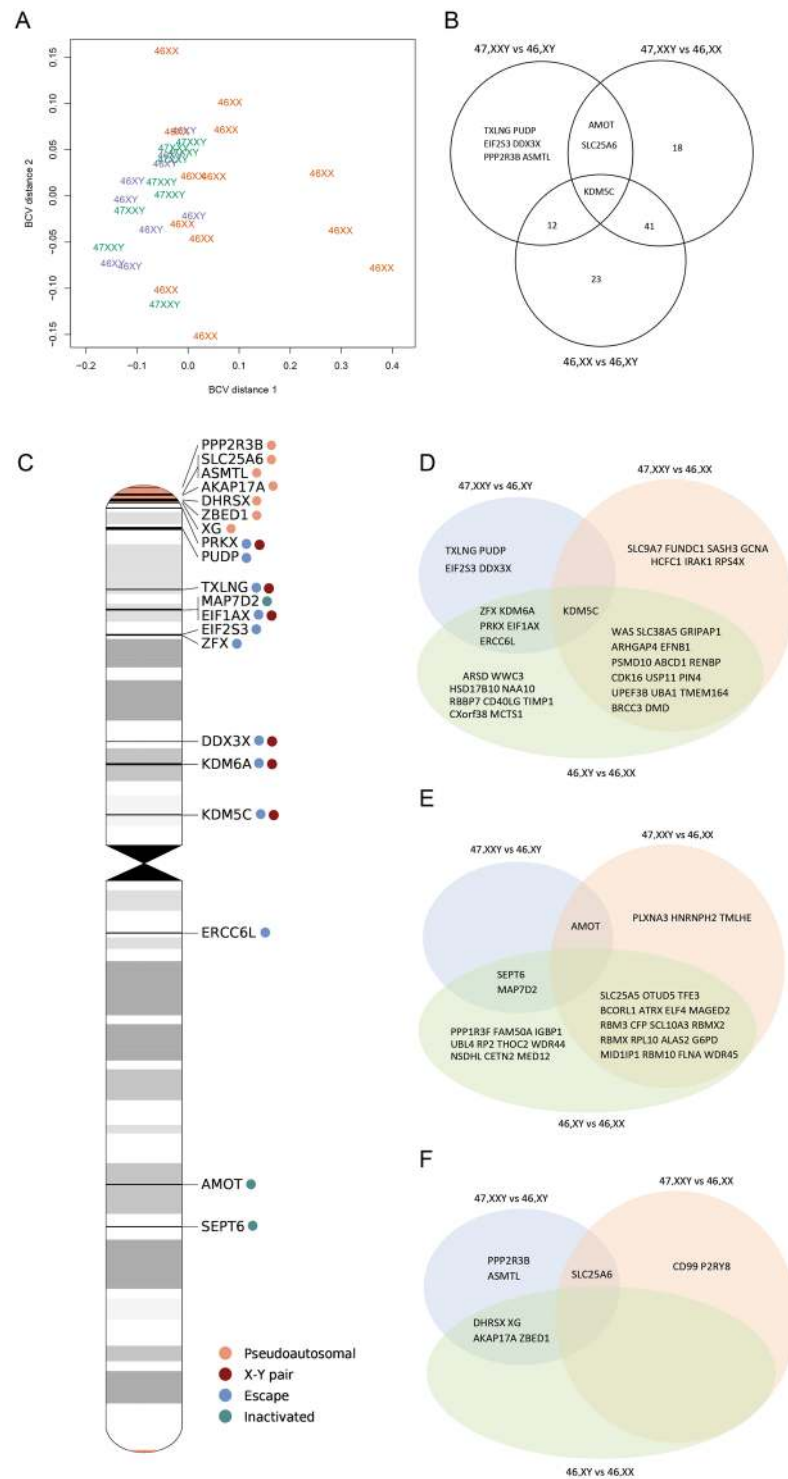 A
46XX
46XX
46XX
46XX
46XY
47XXY
46XY
47XXY
46XY
47XXY
46XY
46XX
46XX
46XX
46XY
47XXY
47XXY
46XY
47XXY
46XY
46XX
46XY
46XX
46XX
47XXY
46XY
46XY
46XX
46XX
47XXY
46XX
0.15
0.10
0.05
0.00
−0.05
−0.10
−0.15
BCV distance 2
−0.2
−0.1
0.0
0.1
0.2
0.3
0.4
BCV distance 1
B
47,XXY vs 46,XY
47,XXY vs 46,XX
TXLNG PUDP
EIF2S3 DDX3X
PPP2R3B ASMTL
AMOT
SLC25A6
18
KDM5C
12
41
23
46,XX vs 46,XY
C
PPP2R3B
SLC25A6
ASMTL
AKAP17A
DHRSX
ZBED1
XG
PRKX
PUDP
TXLNG
MAP7D2
EIF1AX
EIF2S3
ZFX
DDX3X
KDM6A
KDM5C
ERCC6L
AMOT
SEPT6
Pseudoautosomal
X-Y pair
Escape
Inactivated
D
47,XXY vs 46,XX
47,XXY vs 46,XY
TXLNG PUDP
EIF2S3 DDX3X
SLC9A7 FUNDC1 SASH3 GCNA
HCFC1 IRAK1 RPS4X
ZFX KDM6A
PRKX EIF1AX
ERCC6L
KDM5C
WAS SLC38A5 GRIPAP1
ARHGAP4 EFNB1
PSMD10 ABCD1 RENBP
CDK16 USP11 PIN4
UPEF3B UBA1 TMEM164
BRCC3 DMD
ARSD WWC3
HSD17B10 NAA10
RBBP7 CD40LG TIMP1
CXorf38 MCTS1
46,XY vs 46,XX
E
47,XXY vs 46,XX
47,XXY vs 46,XY
AMOT
PLXNA3 HNRNPH2 TMLHE
SEPT6
MAP7D2
SLC25A5 OTUD5 TFE3
BCORL1 ATRX ELF4 MAGED2
RBM3 CFP SCL10A3 RBMX2
RBMX RPL10 ALAS2 G6PD
MID1IP1 RBM10 FLNA WDR45
PPP1R3F FAM50A IGBP1
UBL4 RP2 THOC2 WDR44
NSDHL CETN2 MED12
46,XY vs 46,XX
F
47,XXY vs 46,XX
47,XXY vs 46,XY
PPP2R3B
ASMTL
SLC25A6
CD99 P2RY8
DHRSX XG
AKAP17A ZBED1
46,XY vs 46,XX